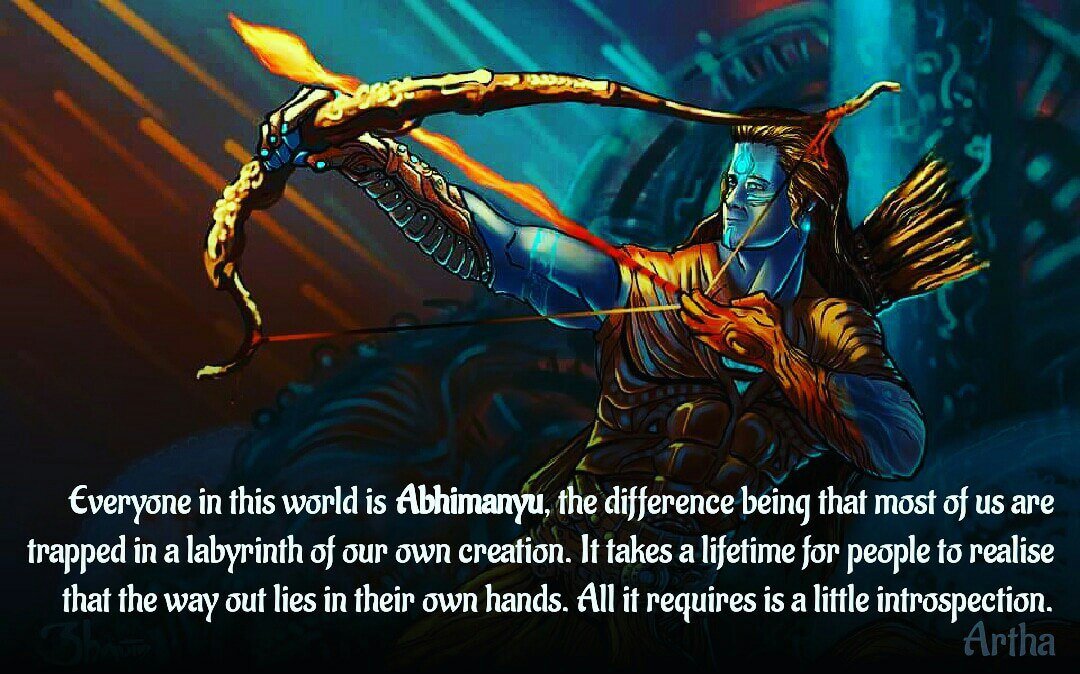 Everyone in this world is Abhimanyu, the difference being that most of us are
trapped in a labyrinth of our own creation. It takes a lifetime for people to realise
that the way out lies in their own hands. All it requires is a little introspection.
Artha